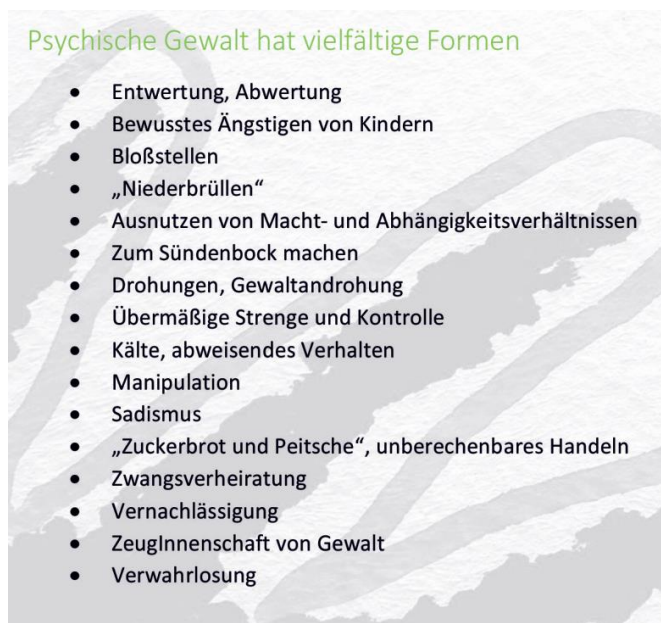 Psychische Gewalt hat vielfältige Formen
• Entwertung, Abwertung
• Bewusstes Ängstigen von Kindern
• Bloßstellen
• „Niederbrüllen“
• Ausnutzen von Macht- und Abhängigkeitsverhältnissen
• Zum Sündenbock machen
• Drohungen, Gewaltandrohung
• Übermäßige Strenge und Kontrolle
• Kälte, abweisendes Verhalten
• Manipulation
• Sadismus
• „Zuckerbrot und Peitsche“, unberechenbares Handeln
• Zwangsverheiratung
• Vernachlässigung
• ZeugInnenschaft von Gewalt
• Verwahrlosung